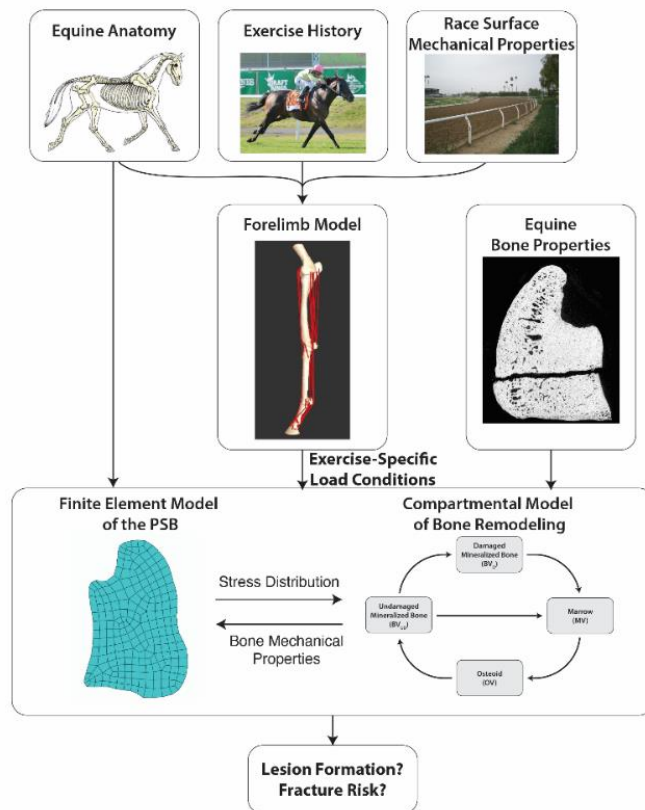 Equine Anatomy
Exercise History
Race Surface
Mechanical Properties
Forelimb Model
Equine
Bone Properties
Exercise-Specific
Load Conditions
Finite Element Model
of the PSB
Compartmental Model
of Bone Remodeling
Stress Distribution
Bone Mechanical
Properties
Damaged
Mineralized Bone
Undamaged
Mineralized Bone
Marrow
(MV)
Osteoid
(OV)
Lesion Formation?
Fracture Risk?